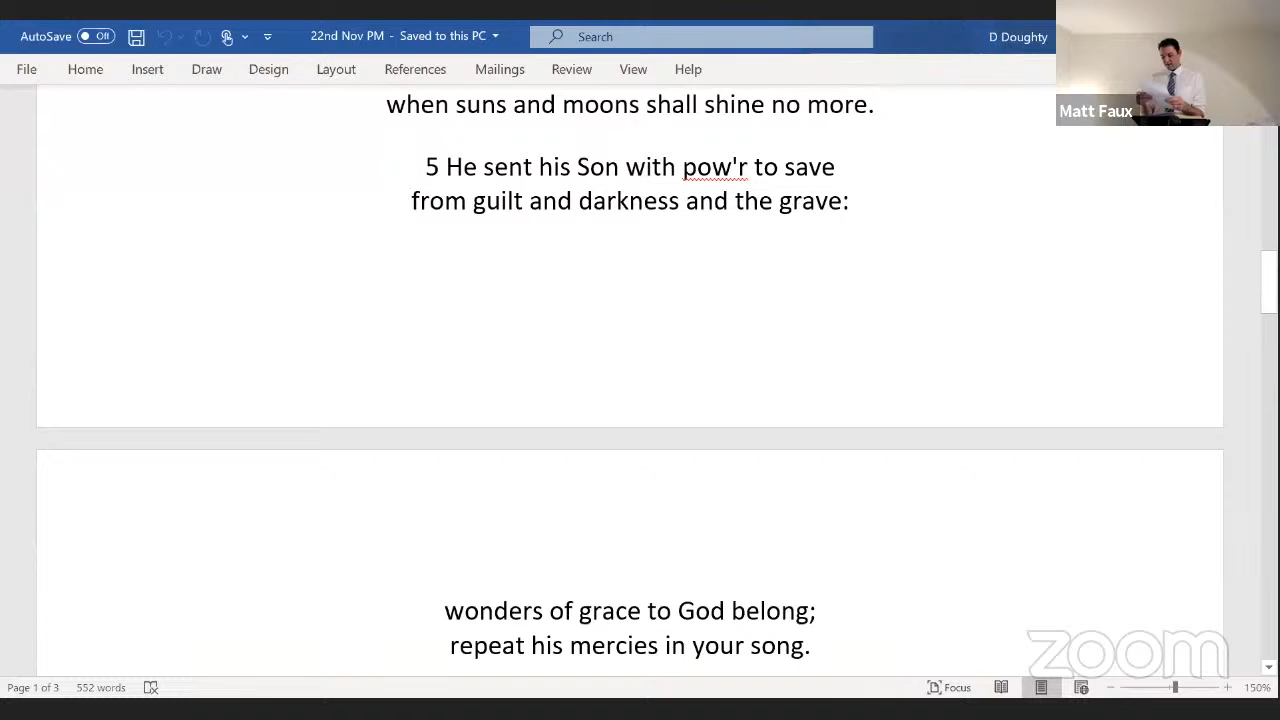 AutoSave Off 22nd Nov PM - Saved to this PC Search D Doughty
File Home Insert Draw Design Layout References Mailings Review View Help
Matt Faux
when suns and moons shall shine no more.
5 He sent his Son with pow'r to save
from guilt and darkness and the grave:
wonders of grace to God belong;
repeat his mercies in your song.
zoom
Page 1 of 3 552 words Focus 150%